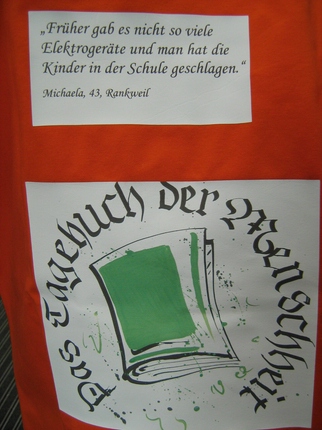 „Früher gab es nicht so viele
Elektrogeräte und man hat die
Kinder in der Schule geschlagen.“
Michaela, 43, Rankweil
Das Tagebuch der Menschheit